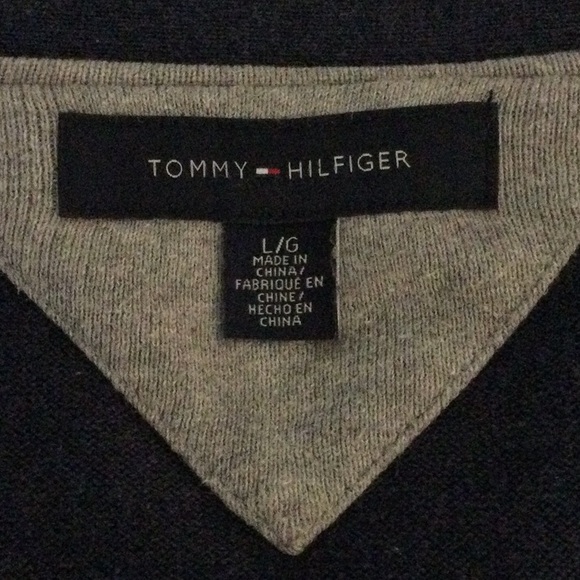 TOMMY HILFIGER
L/G
MADE IN
CHINA/
FABRIQUÉ EN
CHINE/
HECHO EN
CHINA